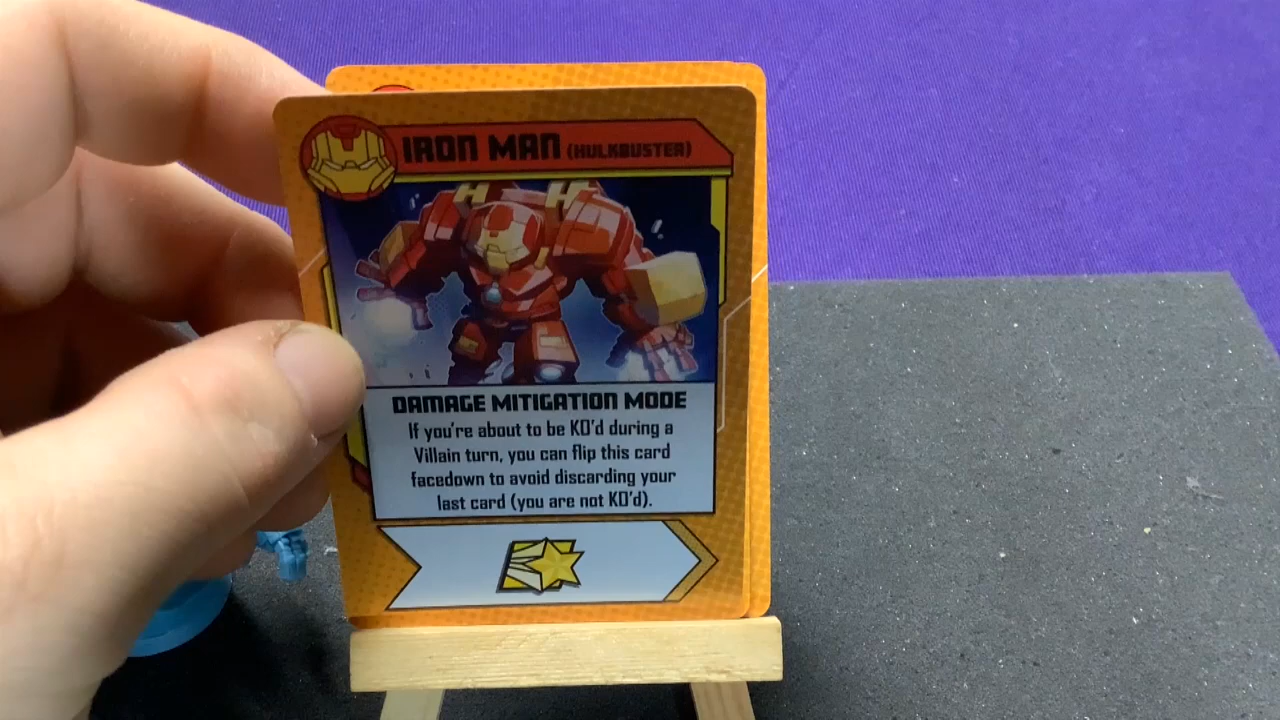 IRON MAN (HULKBUSTER)
DAMAGE MITIGATION MODE
If you're about to be KO'd during a
Villain turn, you can flip this card
facedown to avoid discarding your
last card (you are not KO'd).